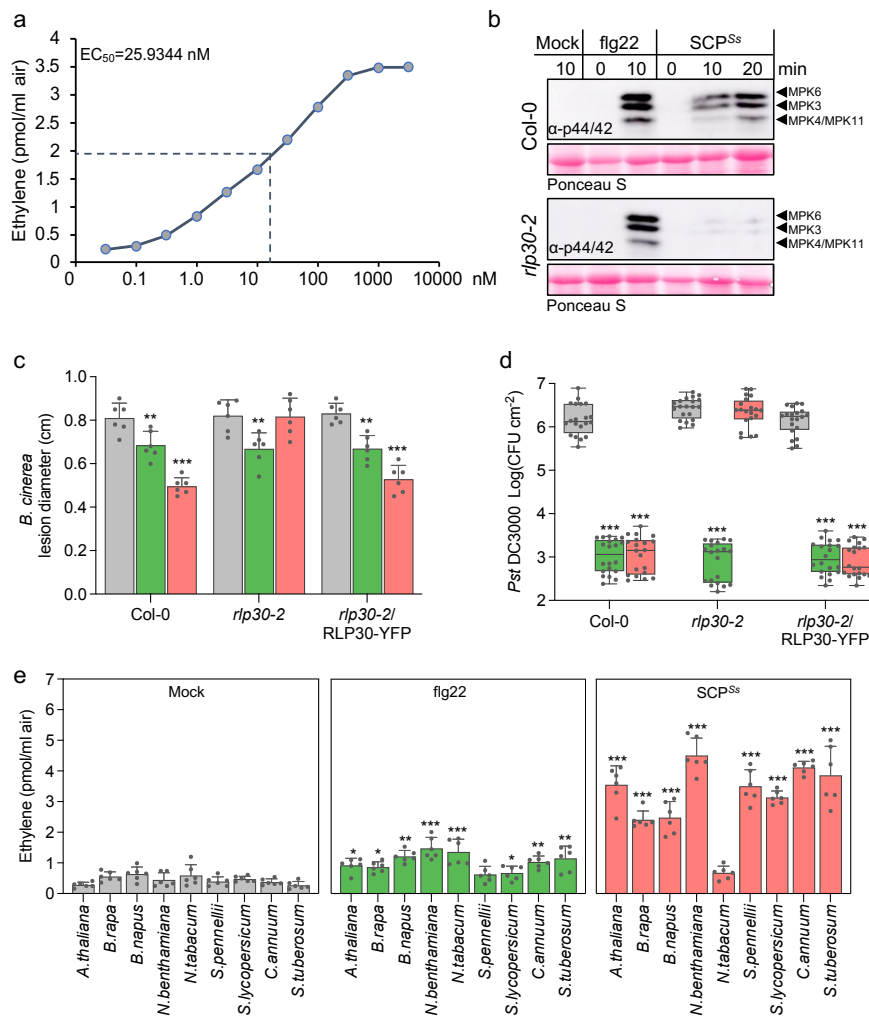 a
EC50=25.9344 nM
Ethylene (pmol/ml air)
4
3.5
3
2.5
2
1.5
1
0.5
0
0 0.1 1.0 10 100 1000 10000 nM
b
Mock flg22 SCPSs
10 0 10 0 10 20 min
Col-0
MPK6
MPK3
MPK4/MPK11
α-p44/42
Ponceau S
rlp30-2
MPK6
MPK3
MPK4/MPK11
α-p44/42
Ponceau S
c
B. cinerea
lesion diameter (cm)
1.0
0.8
0.6
0.4
0.2
0.0
** *** ** ** ***
Col-0 rlp30-2 rlp30-2/
RLP30-YFP
d
Pst DC3000 Log(CFU cm-2)
7
6
5
4
3
2
*** *** *** *** ***
Col-0 rlp30-2 rlp30-2/
RLP30-YFP
e
Ethylene (pmol/ml air)
7
6
5
4
3
2
1
0
Mock
A.thaliana
B.rapa
B.napus
N.benthamiana
N.tabacum
S.pennellii
S.lycopersicum
C.annuum
S.tuberosum
flg22
* * ** *** *** * ** **
A.thaliana
B.rapa
B.napus
N.benthamiana
N.tabacum
S.pennellii
S.lycopersicum
C.annuum
S.tuberosum
SCPSs
*** *** *** *** *** *** *** ***
A.thaliana
B.rapa
B.napus
N.benthamiana
N.tabacum
S.pennellii
S.lycopersicum
C.annuum
S.tuberosum